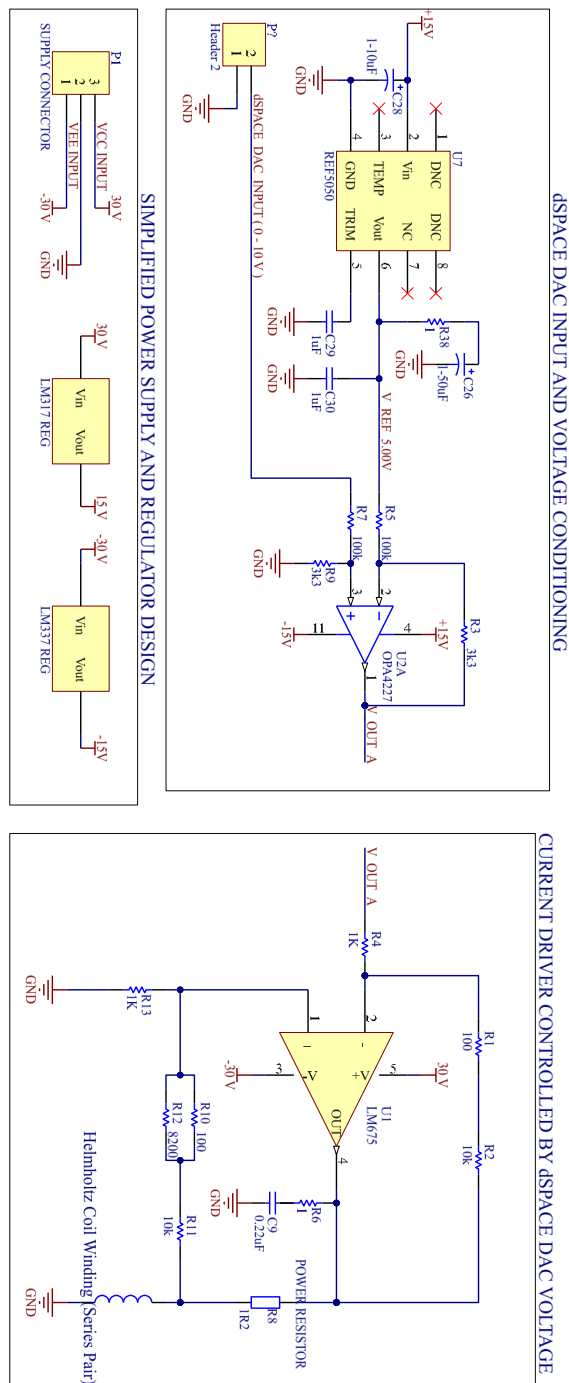 dSPACE DAC INPUT AND VOLTAGE CONDITIONING
+15V
1-10uF
C28
+
GND
U7
1
DNC
2
Vin
3
TEMP
4
GND
DNC
8
NC
7
Vout
6
TRIM
5
REF5050
P?
2
1
Header 2
GND
dSPACE DAC INPUT ( 0 - 10 V )
R38
1
+
C26
1-50uF
GND
C29
1uF
GND
C30
1uF
GND
V REF 5.00V
R5
100k
R7
100k
R9
3k3
GND
R3
3k3
2
3
-
+
4
+15V
11
-15V
U2A
OPA4227
1
V OUT A
SIMPLIFIED POWER SUPPLY AND REGULATOR DESIGN
P1
3
2
1
SUPPLY CONNECTOR
VCC INPUT
VEE INPUT
30 V
-30 V
GND
30 V
Vin
Vout
LM317 REG
15 V
-30 V
Vin
Vout
LM337 REG
-15V
CURRENT DRIVER CONTROLLED BY dSPACE DAC VOLTAGE
V OUT A
R4
1K
R1
100
R2
10k
2
-
1
-
5
+V
30 V
3
-V
-30 V
U1
LM675
OUT
4
R13
1K
GND
R10
100
R12
8200
R11
10k
R6
1
C9
0.22uF
GND
POWER RESISTOR
R8
1R2
Helmholtz Coil Winding (Series Pair)
GND